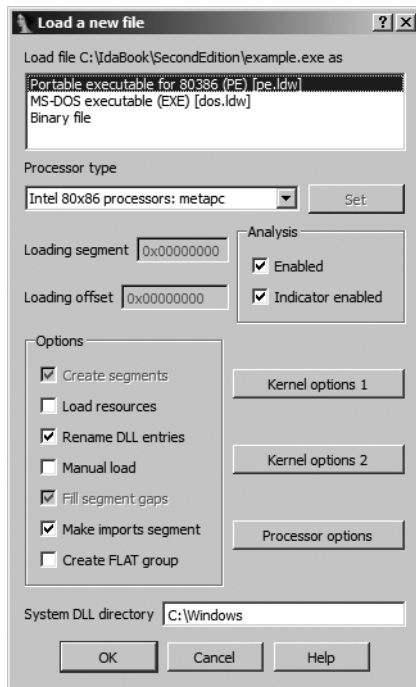 Load a new file
Load file C:\IdaBook\SecondEdition\example.exe as
Portable executable for 80386 (PE) [pe.ldw]
MS-DOS executable (EXE) [dos.ldw]
Binary file
Processor type
Intel 80x86 processors: metapc
Set
Loading segment 0x00000000
Loading offset 0x00000000
Analysis
Enabled
Indicator enabled
Options
Create segments
Load resources
Rename DLL entries
Manual load
Fill segment gaps
Make imports segment
Create FLAT group
Kernel options 1
Kernel options 2
Processor options
System DLL directory C:\Windows
OK Cancel Help